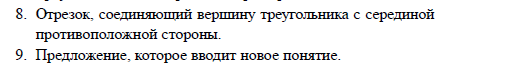 8. Отрезок, соединяющий вершину треугольника с серединой
противоположной стороны.
9. Предложение, которое вводит новое понятие.